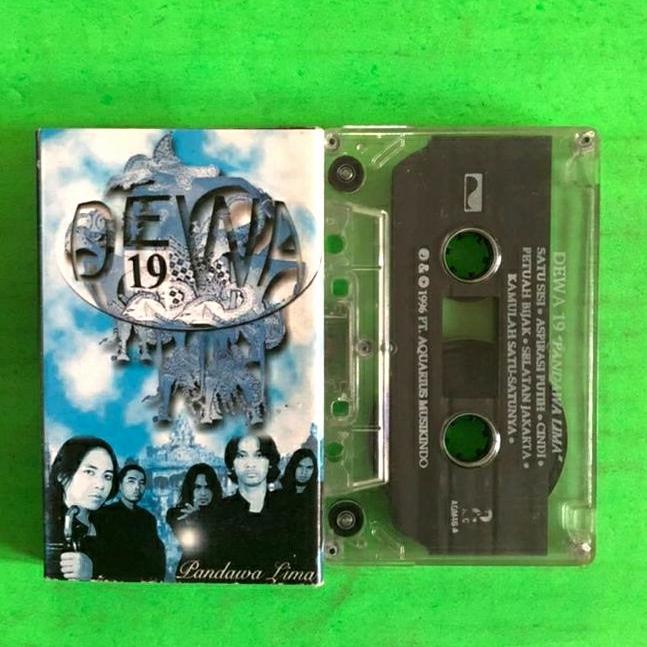 DEWA
19
Pandawa Lima
DEWA 19 "PANDAWA LIMA"
SATU SISI • ASPIRASI PUTIH • CINDI •
PETUAH BIJAK • SELATAN JAKARTA •
KAMULAH SATU-SATUNYA •
℗ & © 1996 PT. AQUARIUS MUSIKINDO